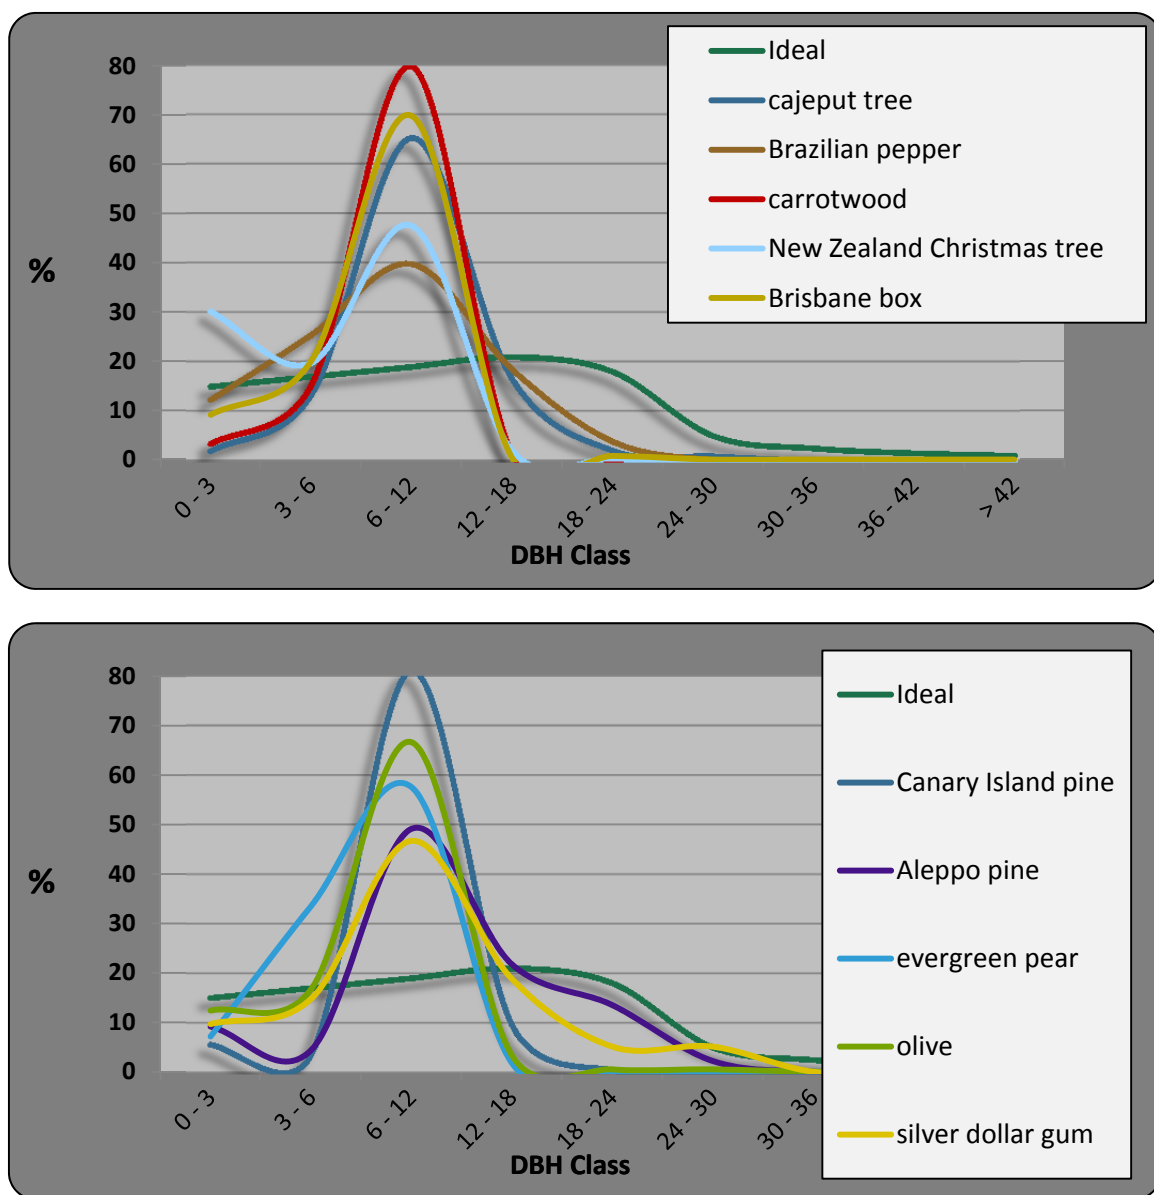 Ideal
cajeput tree
Brazilian pepper
carrotwood
New Zealand Christmas tree
Brisbane box
80
70
60
50
40
30
20
10
0
%
0 - 3
3 - 6
6 - 12
12 - 18
18 - 24
24 - 30
30 - 36
36 - 42
> 42
DBH Class
Ideal
Canary Island pine
Aleppo pine
evergreen pear
olive
silver dollar gum
80
70
60
50
40
30
20
10
0
%
0 - 3
3 - 6
6 - 12
12 - 18
18 - 24
24 - 30
30 - 36
DBH Class